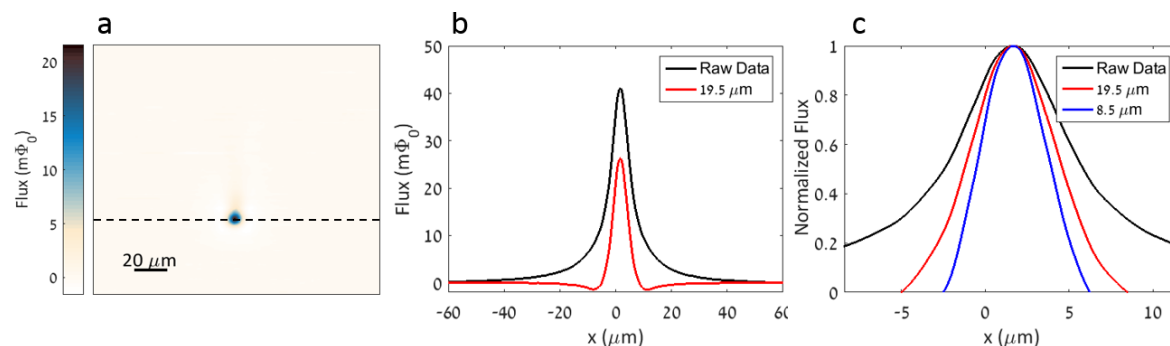 a
20
15
10
5
0
Flux (mΦ₀)
20 μm
b
50
40
30
20
10
0
Flux (mΦ₀)
-60 -40 -20 0 20 40 60
x (μm)
Raw Data
19.5 μm
c
1
0.8
0.6
0.4
0.2
0
Normalized Flux
-5 0 5 10
x (μm)
Raw Data
19.5 μm
8.5 μm